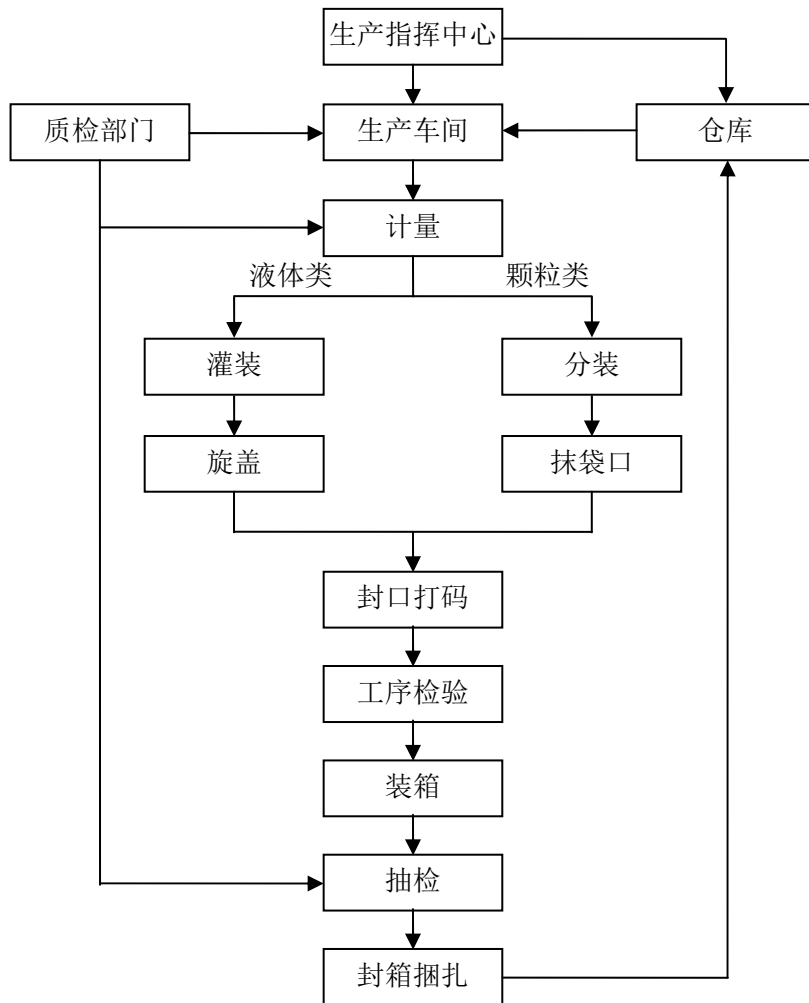 生产指挥中心
质检部门
生产车间
仓库
计量
液体类
颗粒类
灌装
分装
旋盖
抹袋口
封口打码
工序检验
装箱
抽检
封箱捆扎